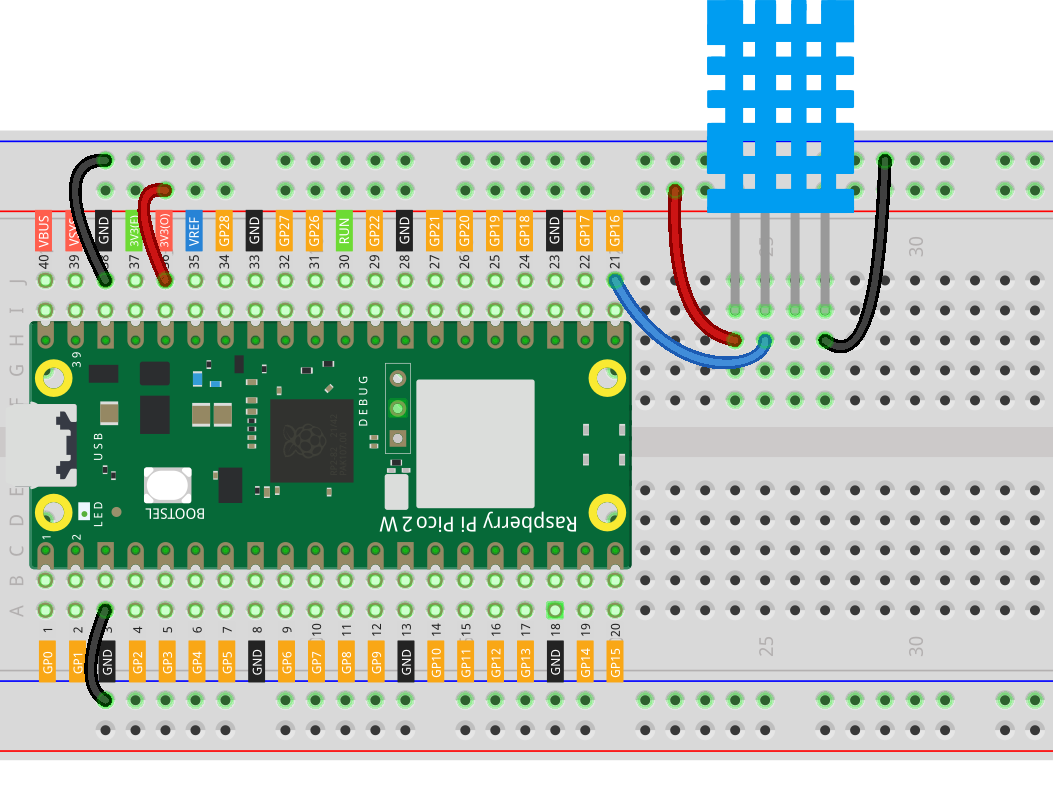 VBUS VSYS GND 3V3(E) 3V3(O) VREF GP28 GND GP27 GP26 RUN GP22 GND GP21 GP20 GP19 GP18 GND GP17 GP16
40 39 38 37 36 35 34 33 32 31 30 29 28 27 26 25 24 23 22 21
25 30
J
I
H
G
F
E
D
C
B
A
39
DEBUG
USB
LED
BOOTSEL
Raspberry Pi Pico 2 W
1 2
1 2 3 4 5 6 7 8 9 10 11 12 13 14 15 16 17 18 19 20
25 30
GP0 GP1 GND GP2 GP3 GP4 GP5 GND GP6 GP7 GP8 GP9 GND GP10 GP11 GP12 GP13 GND GP14 GP15